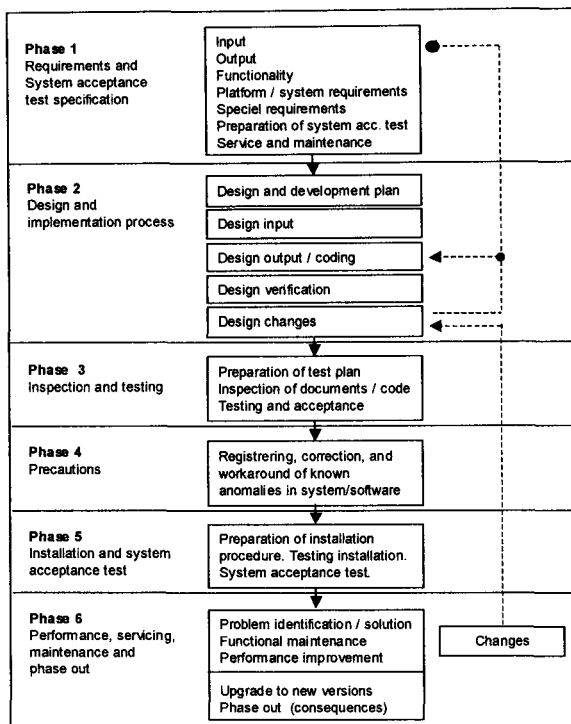 Phase 1
Requirements and
System acceptance
test specification
Input
Output
Functionality
Platform / system requirements
Speciel requirements
Preparation of system acc. test
Service and maintenance
Phase 2
Design and
implementation process
Design and development plan
Design input
Design output / coding
Design verification
Design changes
Phase 3
Inspection and testing
Preparation of test plan
Inspection of documents / code
Testing and acceptance
Phase 4
Precautions
Registrering, correction, and
workaround of known
anomalies in system/software
Phase 5
Installation and system
acceptance test
Preparation of installation
procedure. Testing installation.
System acceptance test.
Phase 6
Performance, servicing,
maintenance and
phase out
Problem identification / solution
Functional maintenance
Performance improvement
Upgrade to new versions
Phase out (consequences)
Changes